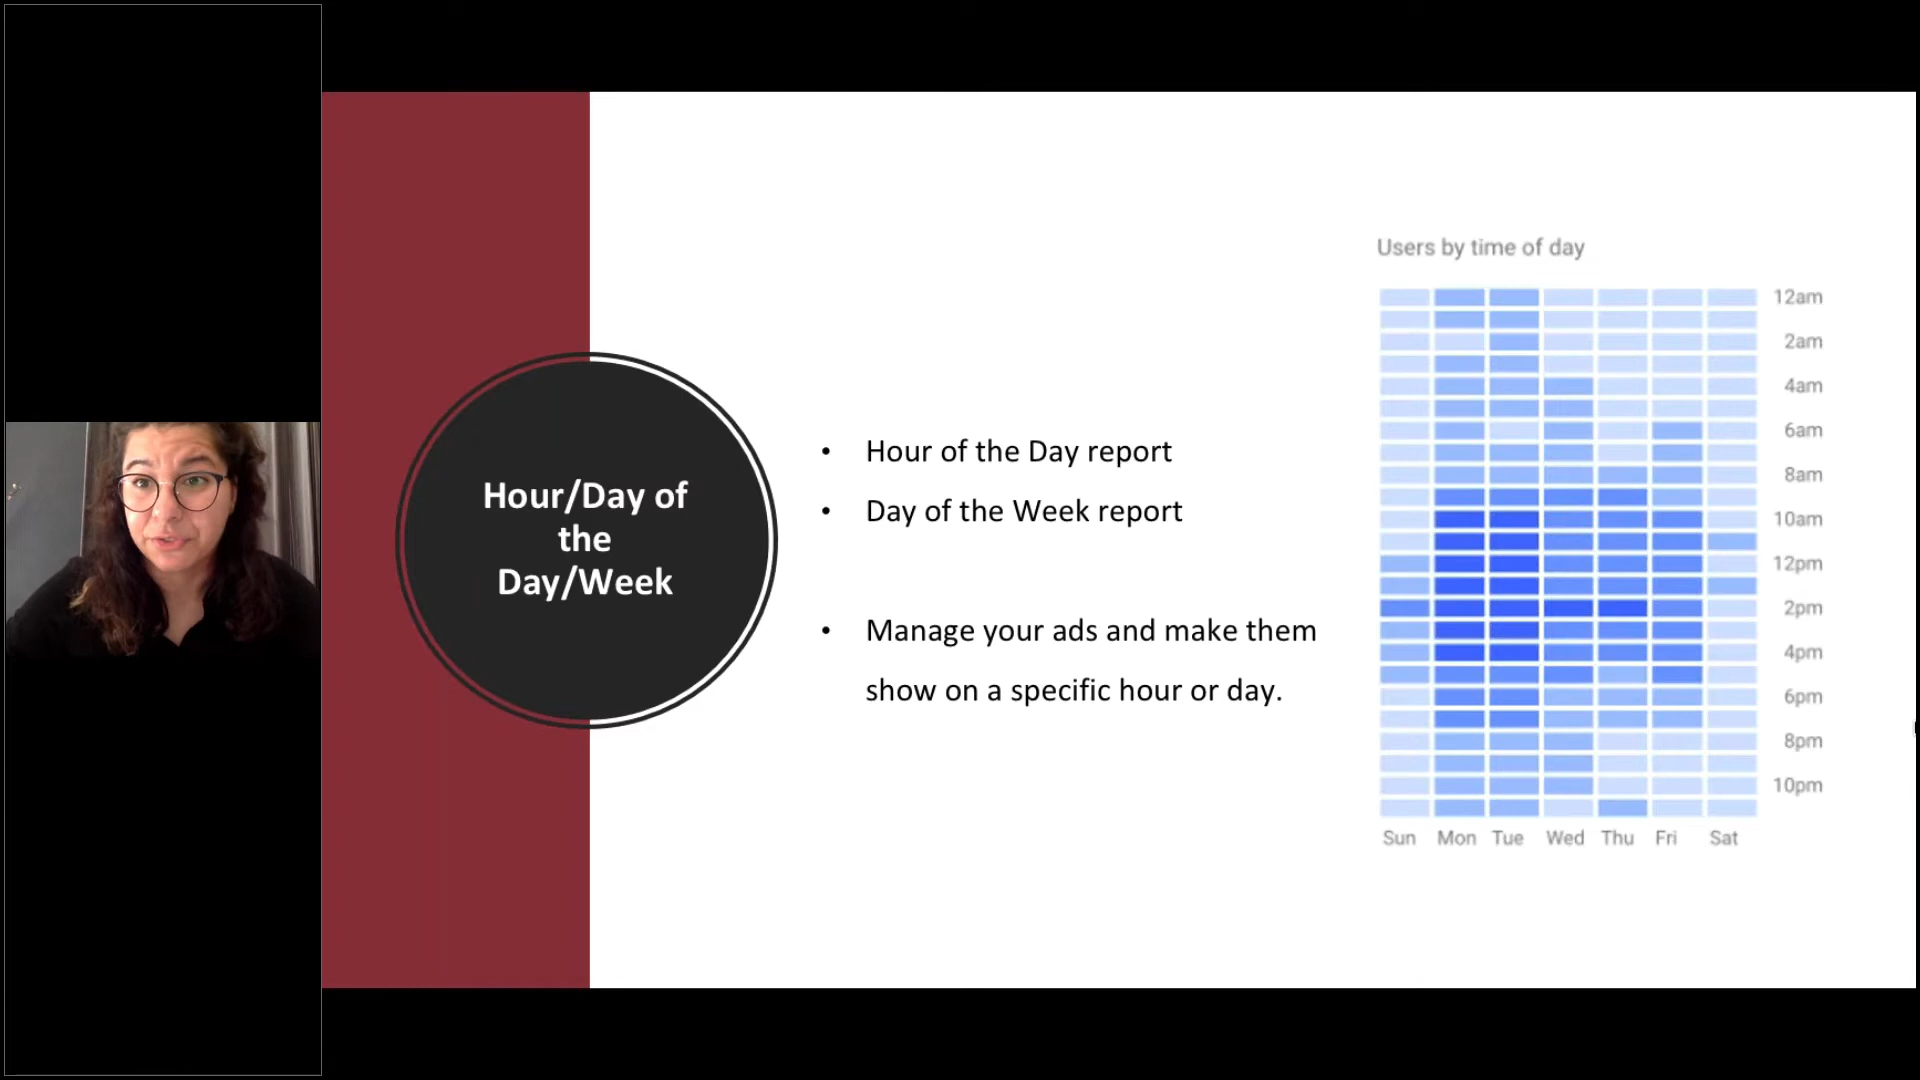 Hour/Day of
the
Day/Week
• Hour of the Day report
• Day of the Week report
• Manage your ads and make them
show on a specific hour or day.
Users by time of day
12am
2am
4am
6am
8am
10am
12pm
2pm
4pm
6pm
8pm
10pm
Sun Mon Tue Wed Thu Fri Sat